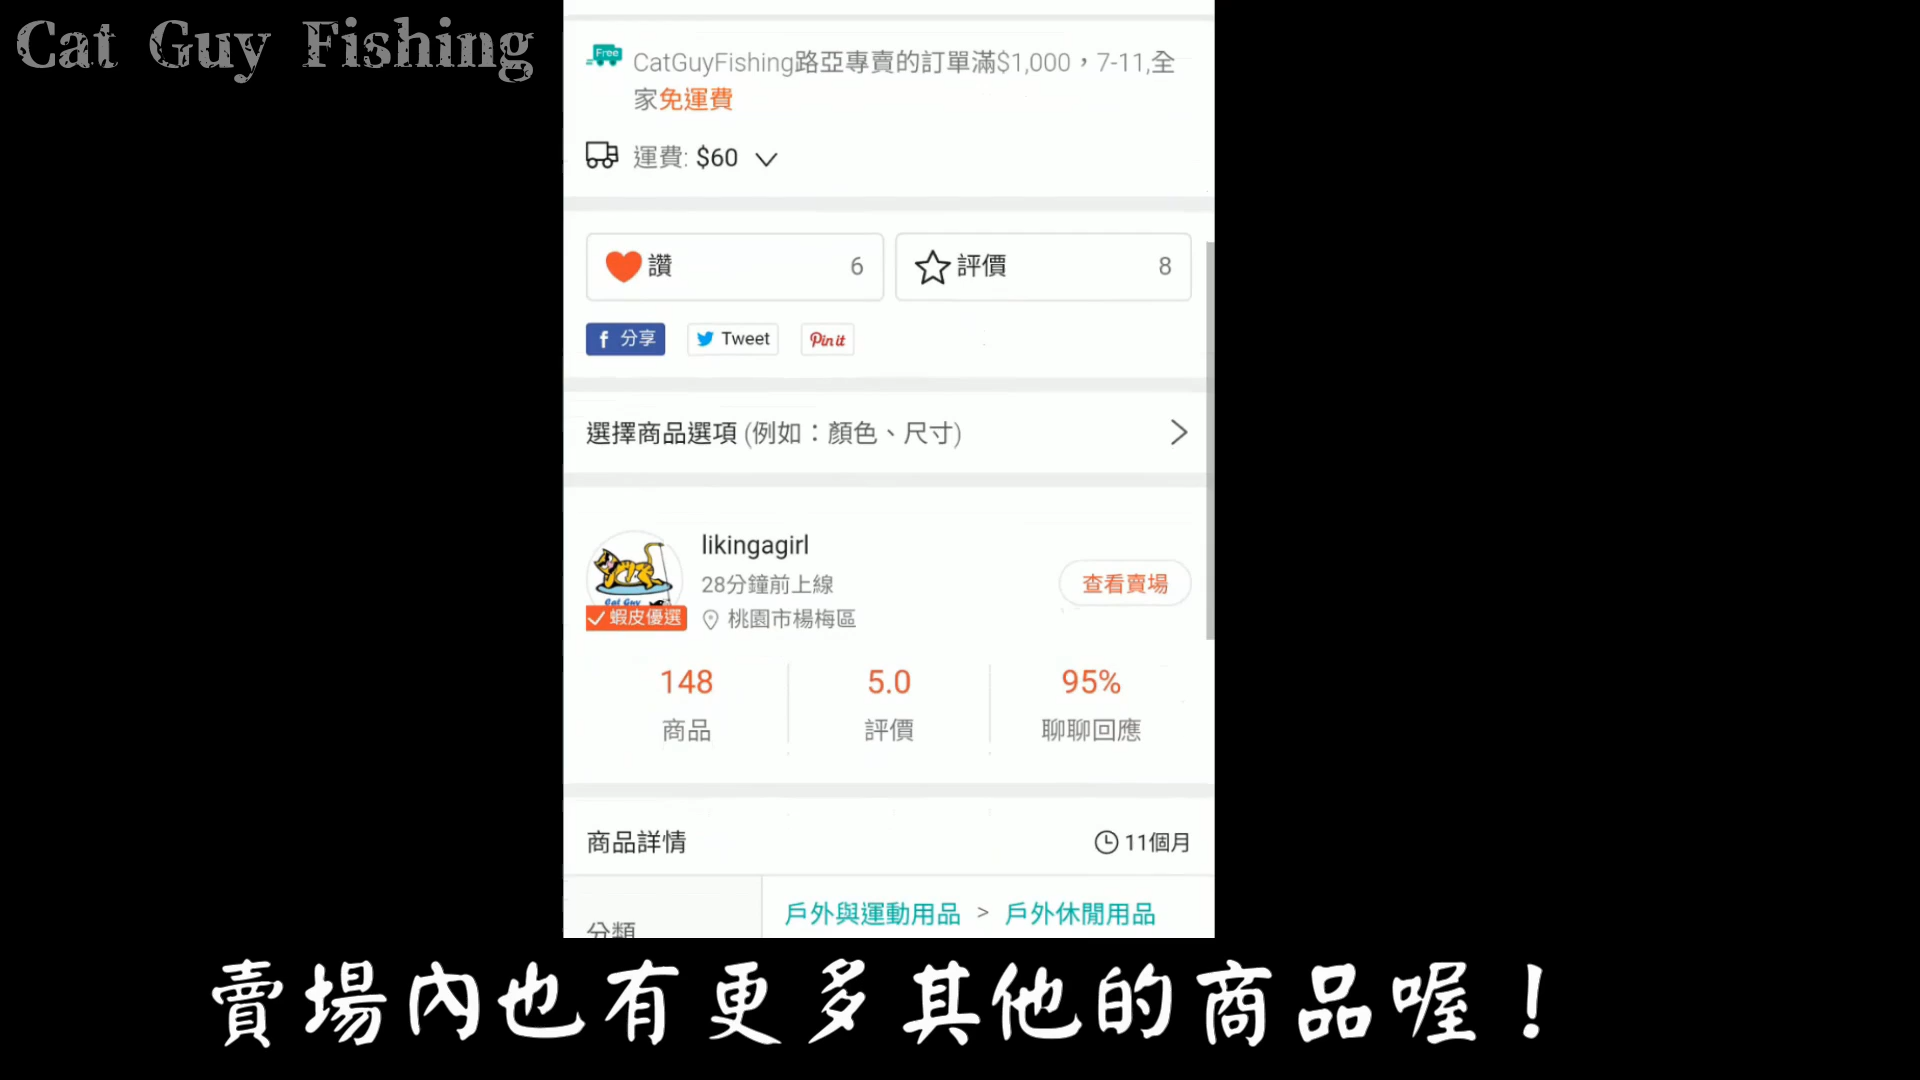 Cat Guy Fishing
Free
CatGuyFishing路亞專賣的訂單滿$1,000，7-11,全
家免運費
運費: $60
讚 6
評價 8
f 分享
Tweet
Pin it
選擇商品選項 (例如：顏色、尺寸)
likingagirl
28分鐘前上線
查看賣場
Cat Guy
蝦皮優選
桃園市楊梅區
148
5.0
95%
商品
評價
聊聊回應
商品詳情
11個月
戶外與運動用品 > 戶外休閒用品
分類
賣場內也有更多其他的商品喔！